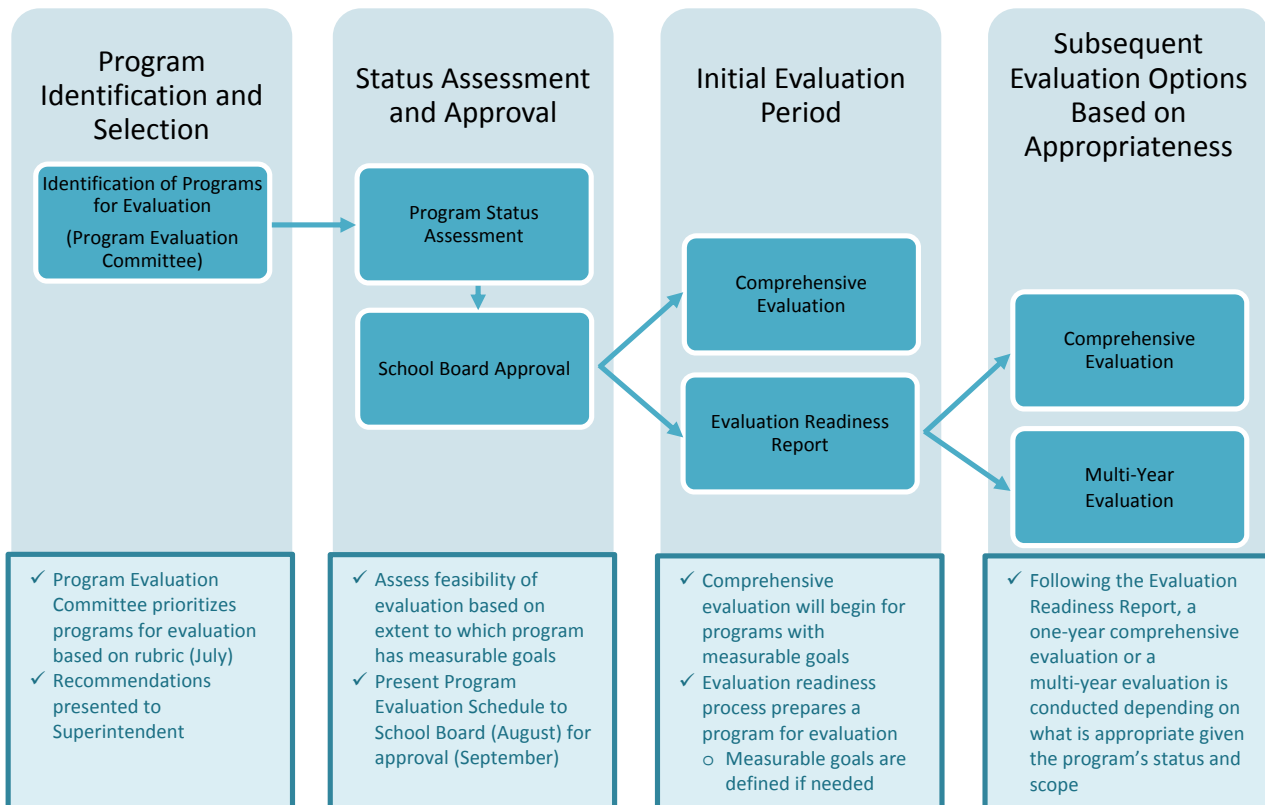 Program
Identification and
Selection
Identification of Programs
for Evaluation
(Program Evaluation
Committee)
✓ Program Evaluation
Committee prioritizes
programs for evaluation
based on rubric (July)
✓ Recommendations
presented to
Superintendent
Status Assessment
and Approval
Program Status
Assessment
School Board Approval
✓ Assess feasibility of
evaluation based on
extent to which program
has measurable goals
✓ Present Program
Evaluation Schedule to
School Board (August) for
approval (September)
Initial Evaluation
Period
Comprehensive
Evaluation
Evaluation Readiness
Report
✓ Comprehensive
evaluation will begin for
programs with
measurable goals
✓ Evaluation readiness
process prepares a
program for evaluation
o Measurable goals are
defined if needed
Subsequent
Evaluation Options
Based on
Appropriateness
Comprehensive
Evaluation
Multi-Year
Evaluation
✓ Following the Evaluation
Readiness Report, a
one-year comprehensive
evaluation or a
multi-year evaluation is
conducted depending on
what is appropriate given
the program’s status and
scope